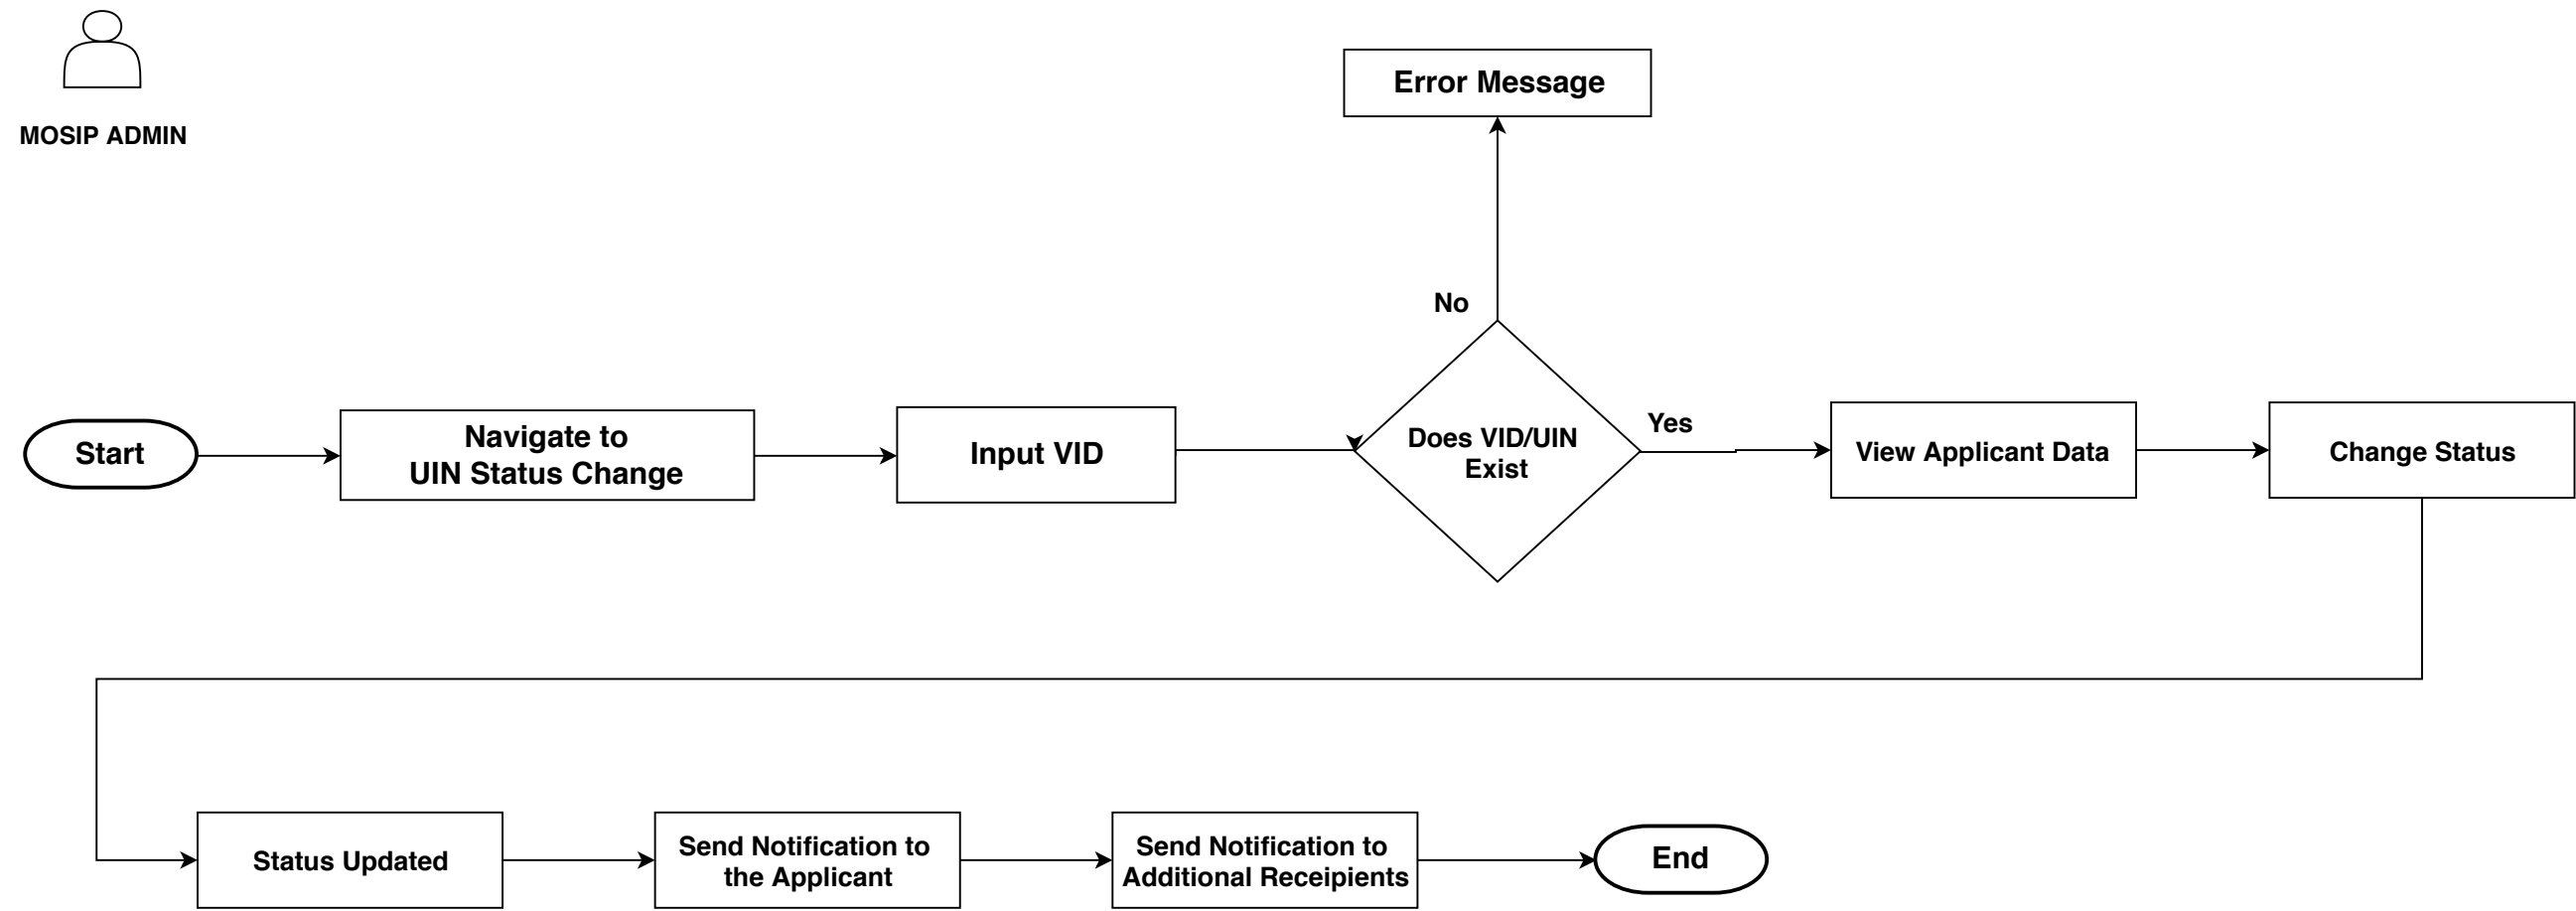 MOSIP ADMIN
Error Message
No
Start
Navigate to
UIN Status Change
Input VID
Does VID/UIN
Exist
Yes
View Applicant Data
Change Status
Status Updated
Send Notification to
the Applicant
Send Notification to
Additional Receipients
End